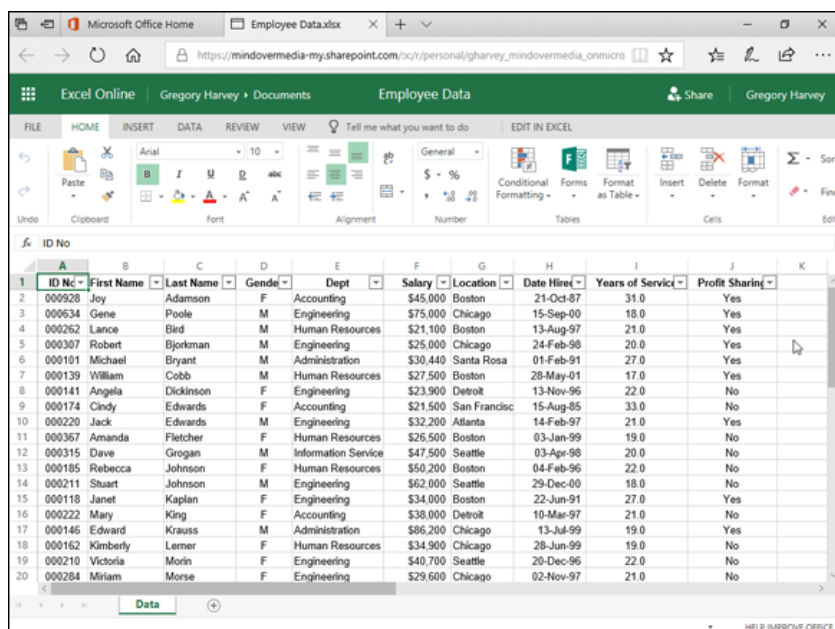 Microsoft Office Home Employee Data.xlsx
https://mindovermedia-my.sharepoint.com/:x:/r/personal/gharvey_mindovermedia_onmicro
Excel Online Gregory Harvey ▸ Documents Employee Data Share Gregory Harvey
FILE HOME INSERT DATA REVIEW VIEW Tell me what you want to do EDIT IN EXCEL
Arial 10 General
Paste B I U D abc $ % Conditional Formatting Forms Format as Table Insert Delete Format Σ
Undo Clipboard Font Alignment Number Tables Cells
fx ID No
A B C D E F G H I J K
1 ID No First Name Last Name Gende Dept Salary Location Date Hired Years of Service Profit Sharing
2 000928 Joy Adamson F Accounting $45,000 Boston 21-Oct-87 31.0 Yes
3 000634 Gene Poole M Engineering $75,000 Chicago 15-Sep-00 18.0 Yes
4 000262 Lance Bird M Human Resources $21,100 Boston 13-Aug-97 21.0 Yes
5 000307 Robert Bjorkman M Engineering $25,000 Chicago 24-Feb-98 20.0 Yes
6 000101 Michael Bryant M Administration $30,440 Santa Rosa 01-Feb-91 27.0 Yes
7 000139 William Cobb M Human Resources $27,500 Boston 28-May-01 17.0 Yes
8 000141 Angela Dickinson F Engineering $23,900 Detroit 13-Nov-96 22.0 No
9 000174 Cindy Edwards F Accounting $21,500 San Francisc 15-Aug-85 33.0 No
10 000220 Jack Edwards M Engineering $32,200 Atlanta 14-Feb-97 21.0 Yes
11 000367 Amanda Fletcher F Human Resources $26,500 Boston 03-Jan-99 19.0 No
12 000315 Dave Grogan M Information Service $47,500 Seattle 03-Apr-98 20.0 No
13 000185 Rebecca Johnson F Human Resources $50,200 Boston 04-Feb-96 22.0 No
14 000211 Stuart Johnson M Engineering $62,000 Seattle 29-Dec-00 18.0 No
15 000118 Janet Kaplan F Engineering $34,000 Boston 22-Jun-91 27.0 Yes
16 000222 Mary King F Accounting $38,000 Detroit 10-Mar-97 21.0 No
17 000146 Edward Krauss M Administration $86,200 Chicago 13-Jul-99 19.0 Yes
18 000162 Kimberly Lerner F Human Resources $34,900 Chicago 28-Jun-99 19.0 No
19 000210 Victoria Morin F Engineering $40,700 Seattle 20-Dec-96 22.0 No
20 000284 Miriam Morse F Engineering $29,600 Chicago 02-Nov-97 21.0 No
Data
HELP IMPROVE OFFICE